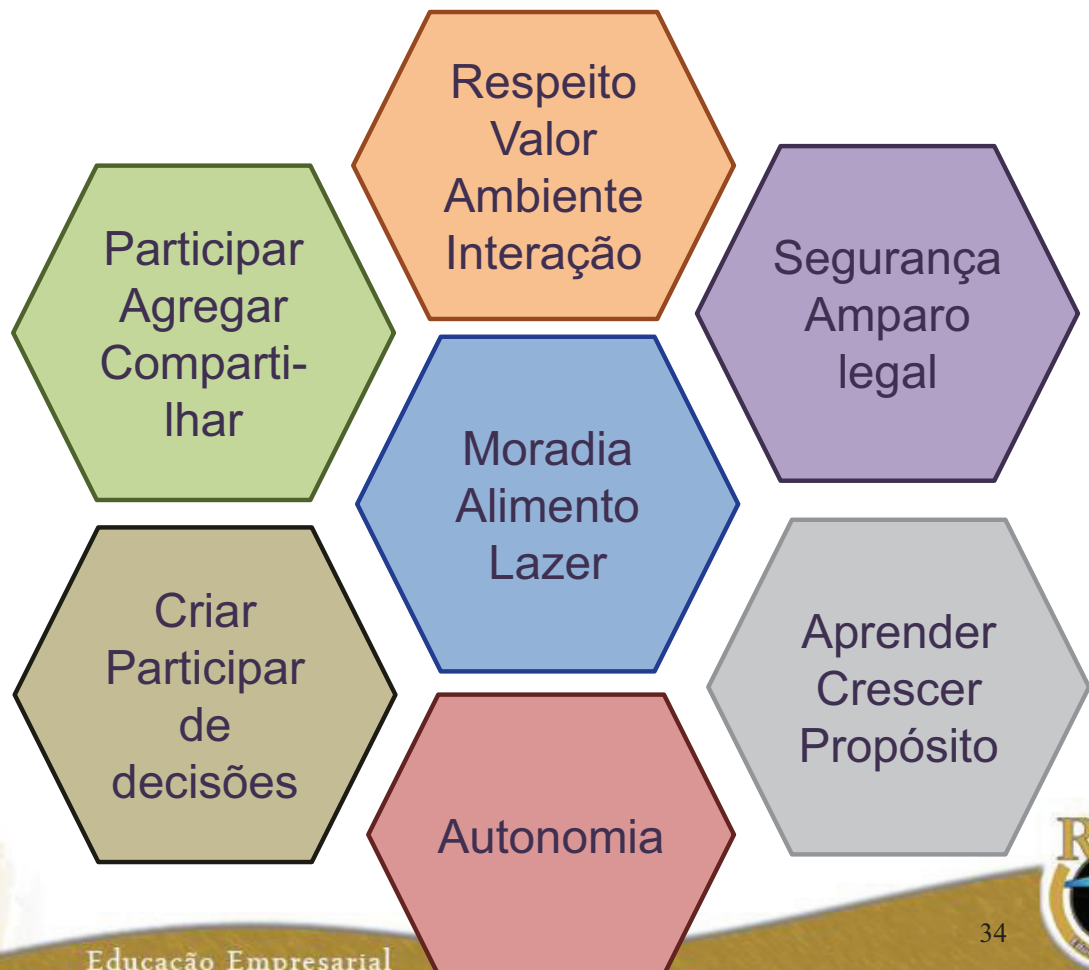 Respeito
Valor
Ambiente
Interação
Participar
Agregar
Comparti-
lhar
Segurança
Amparo
legal
Moradia
Alimento
Lazer
Criar
Participar
de
decisões
Aprender
Crescer
Propósito
Autonomia
R
34
Educação Empresarial